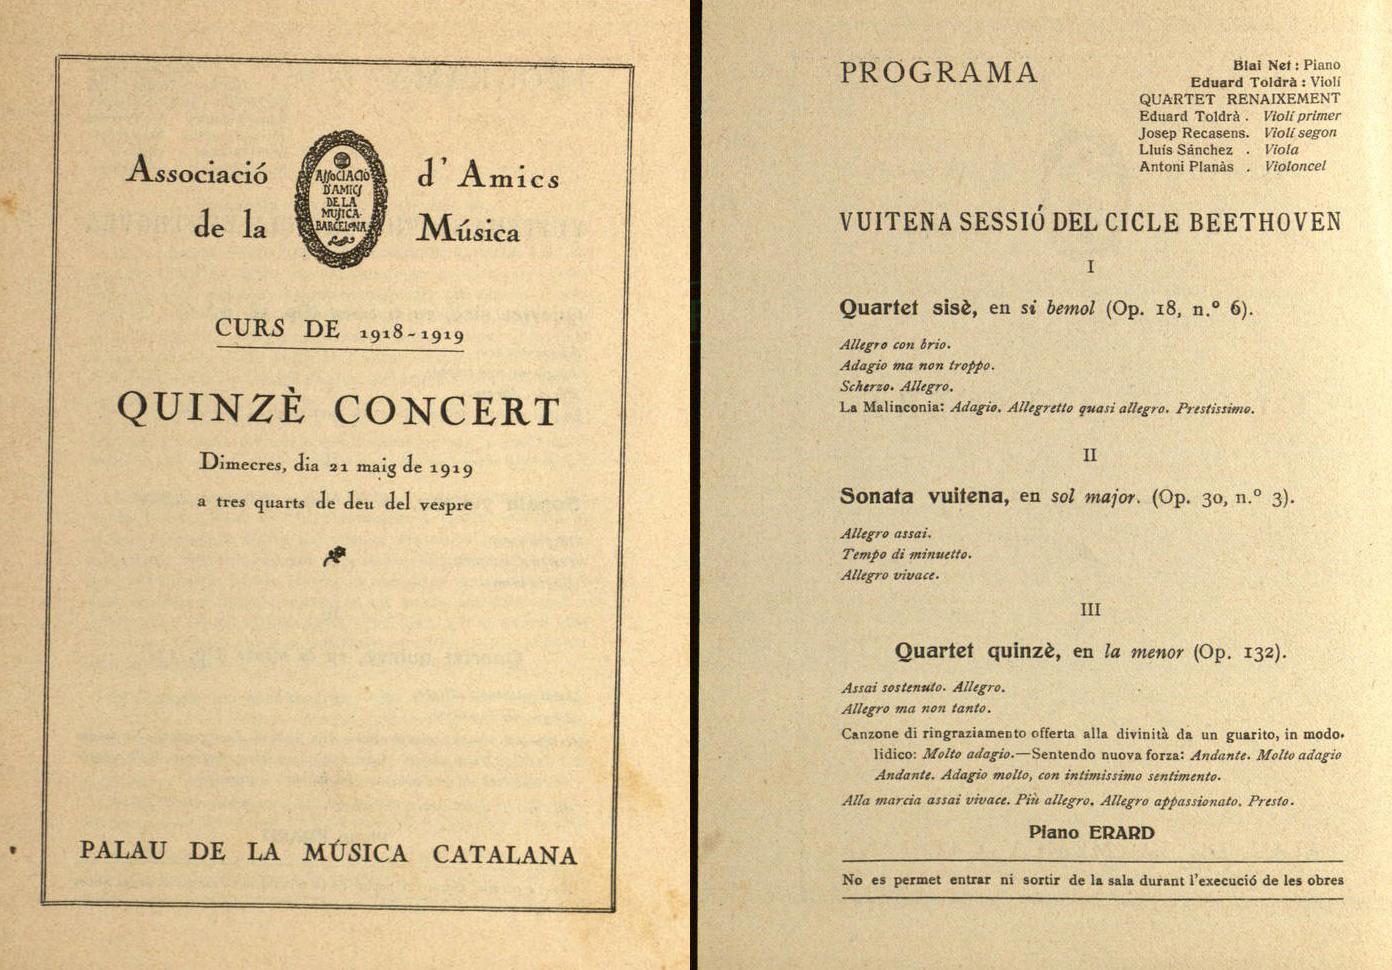 Associació d'Amics
de la Música
ASSOCIACIÓ
D'AMICS
DE LA
MUSICA·
BARCELONA
CURS DE 1918-1919
QUINZÈ CONCERT
Dimecres, dia 21 maig de 1919
a tres quarts de deu del vespre
PALAU DE LA MÚSICA CATALANA
PROGRAMA
Blai Net : Piano
Eduard Toldrà : Violí
QUARTET RENAIXEMENT
Eduard Toldrà . Violí primer
Josep Recasens. Violí segon
Lluís Sánchez . Viola
Antoni Planàs . Violoncel
VUITENA SESSIÓ DEL CICLE BEETHOVEN
I
Quartet sisè, en si bemol (Op. 18, n.º 6).
Allegro con brio.
Adagio ma non troppo.
Scherzo. Allegro.
La Malinconia: Adagio. Allegretto quasi allegro. Prestissimo.
II
Sonata vuitena, en sol major. (Op. 30, n.º 3).
Allegro assai.
Tempo di minuetto.
Allegro vivace.
III
Quartet quinzè, en la menor (Op. 132).
Assai sostenuto. Allegro.
Allegro ma non tanto.
Canzone di ringraziamento offerta alla divinità da un guarito, in modo.
lidico: Molto adagio.—Sentendo nuova forza: Andante. Molto adagio
Andante. Adagio molto, con intimissimo sentimento.
Alla marcia assai vivace. Più allegro. Allegro appassionato. Presto.
Piano ERARD
No es permet entrar ni sortir de la sala durant l'execució de les obres